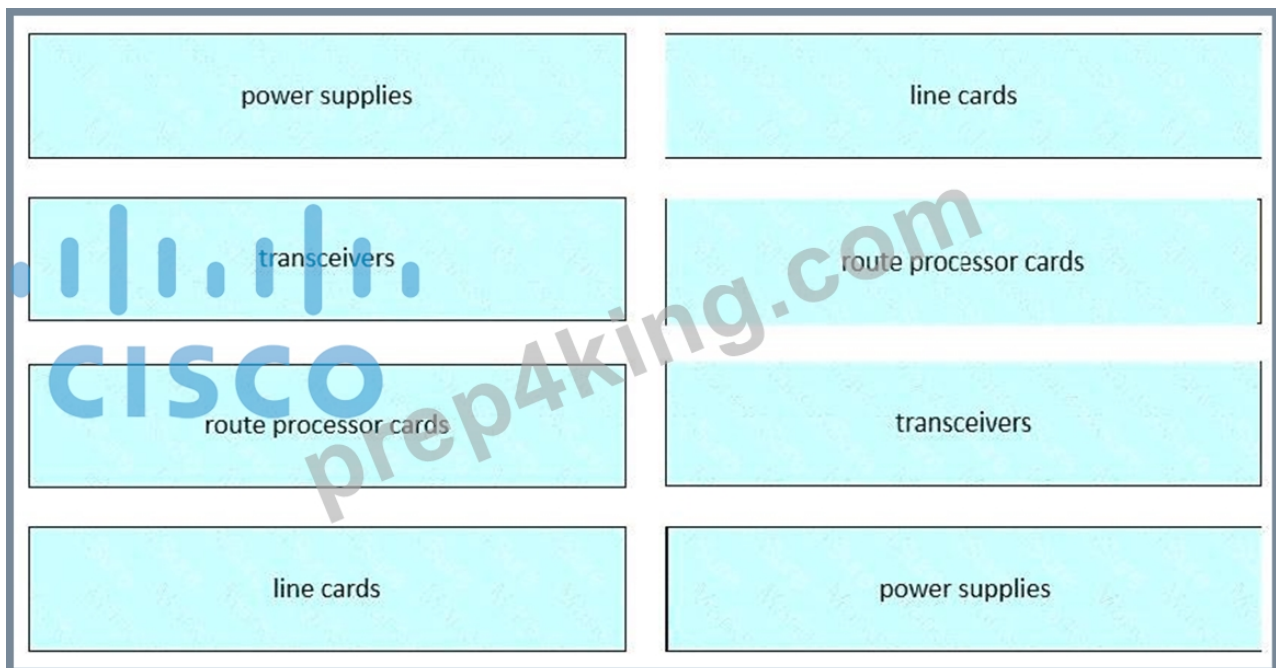 power supplies
line cards
transceivers
route processor cards
CISCO
prep4king.com
route processor cards
transceivers
line cards
power supplies